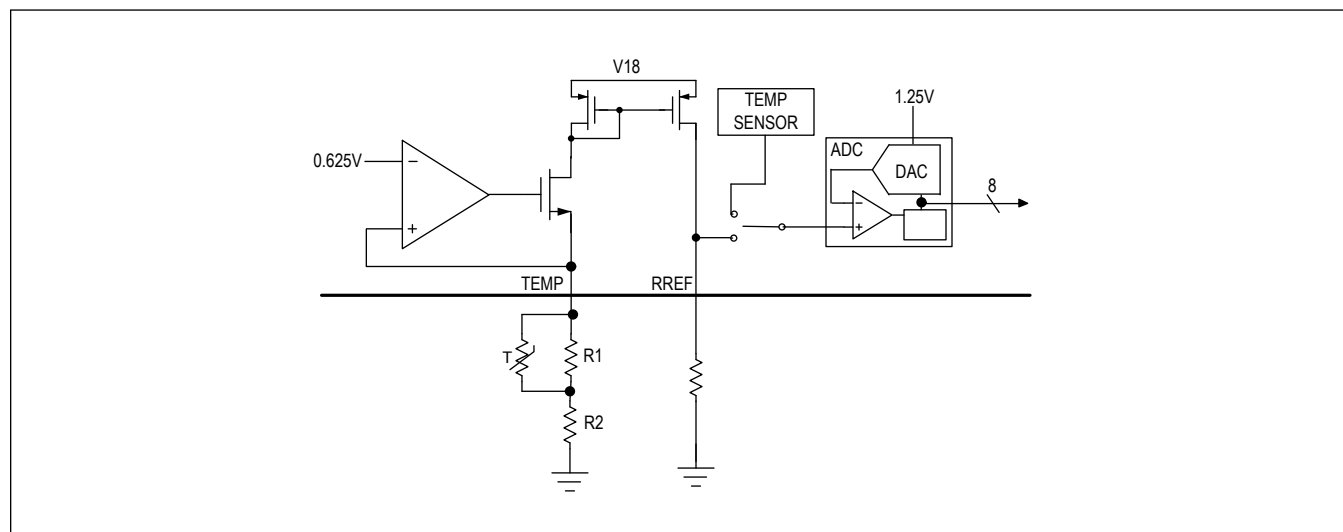 V18
TEMP
SENSOR
1.25V
ADC
DAC
8
0.625V
−
+
−
+
TEMP
RREF
T
R1
R2